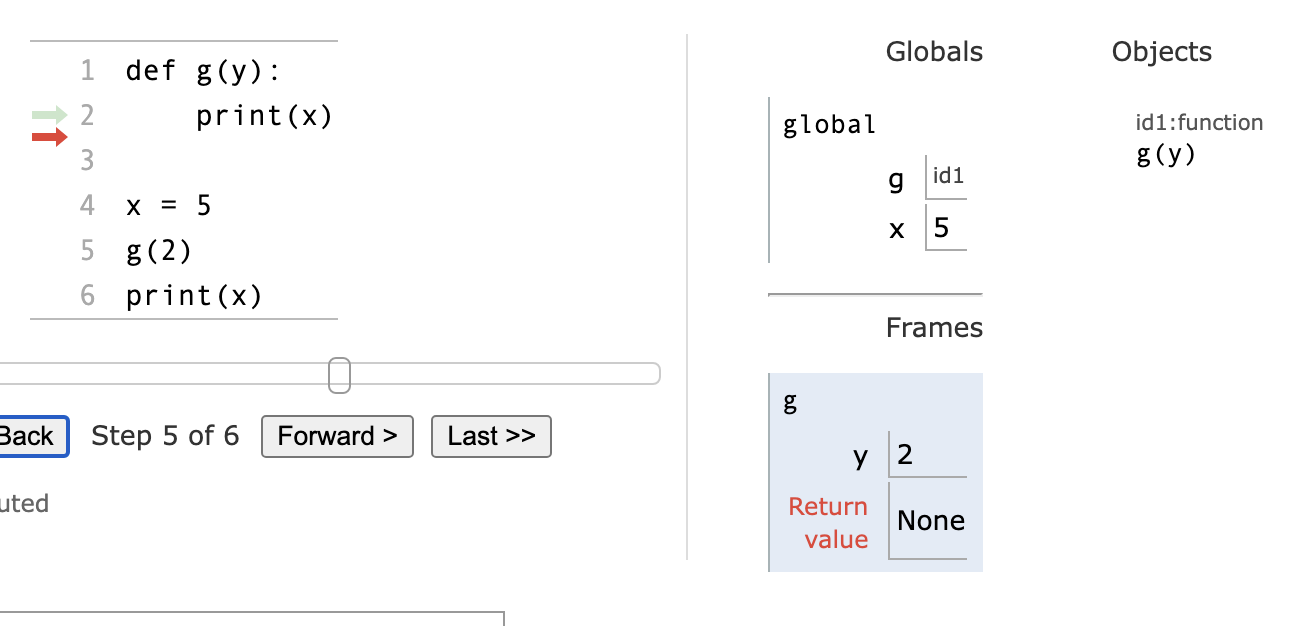 1 def g(y):
2     print(x)
3
4 x = 5
5 g(2)
6 print(x)
Back Step 5 of 6 Forward > Last >>
uted
Globals Objects
global
g id1
x 5
id1:function
g(y)
Frames
g
y 2
Return
value None